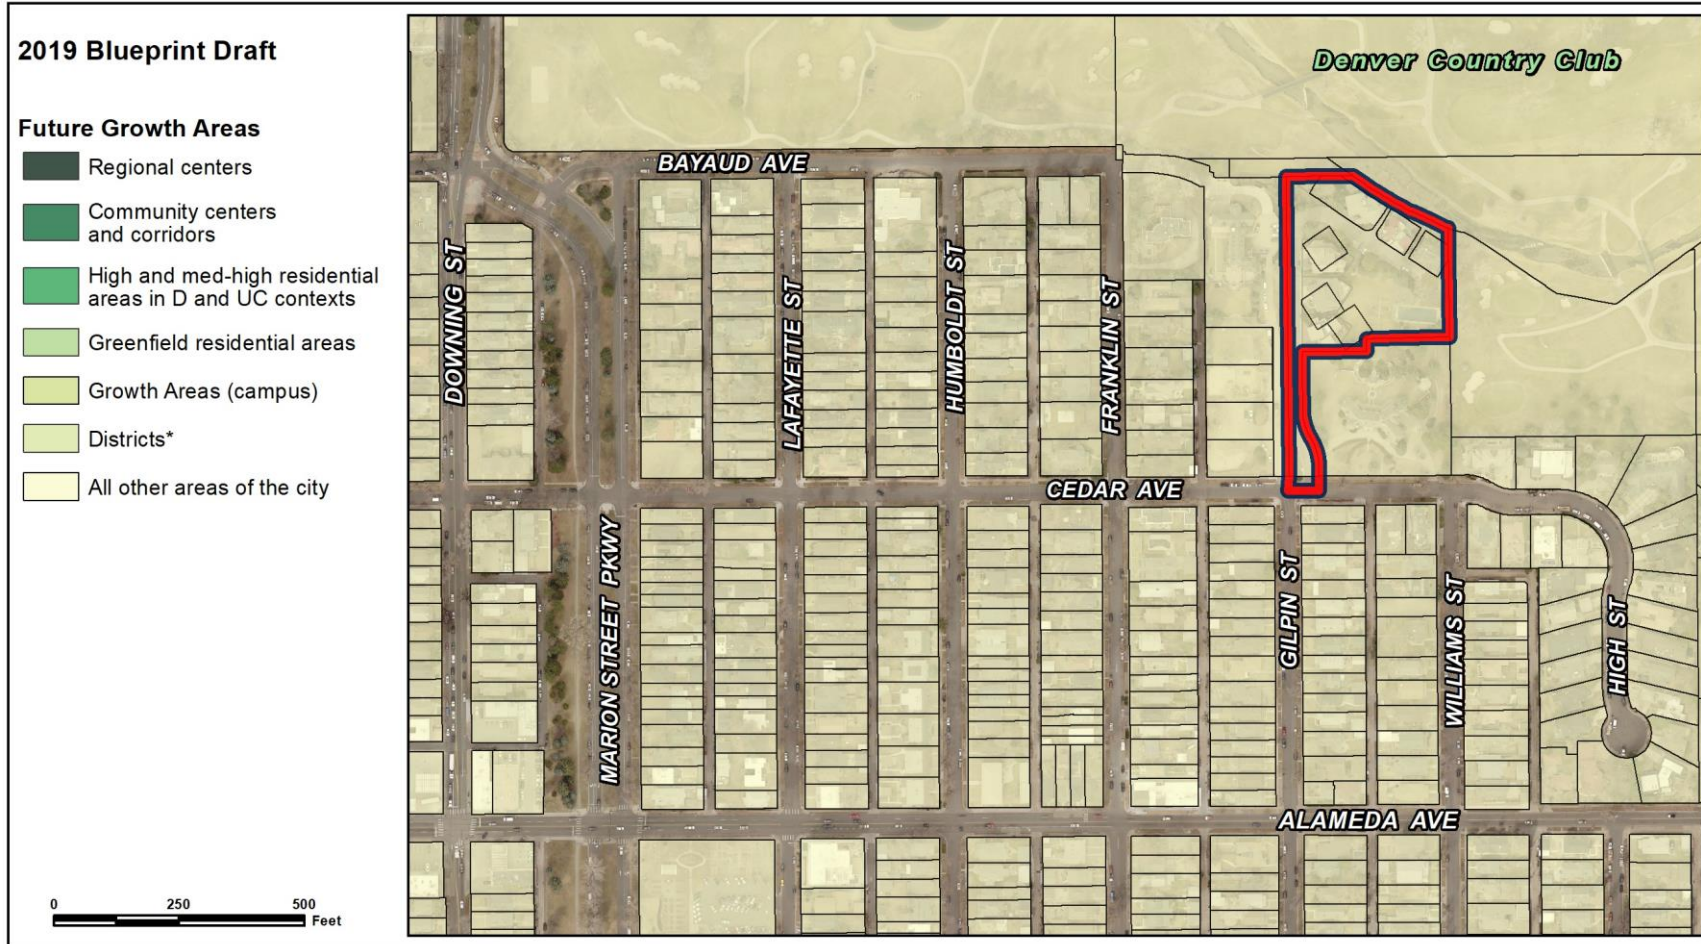 2019 Blueprint Draft
Future Growth Areas
Regional centers
Community centers
and corridors
High and med-high residential
areas in D and UC contexts
Greenfield residential areas
Growth Areas (campus)
Districts*
All other areas of the city
0 250 500
Feet
Denver Country Club
BAYAUD AVE
DOWNING ST
LAFAYETTE ST
HUMBOLDT ST
FRANKLIN ST
CEDAR AVE
MARION STREET PKWY
GILPIN ST
WILLIAMS ST
HIGH ST
ALAMEDA AVE